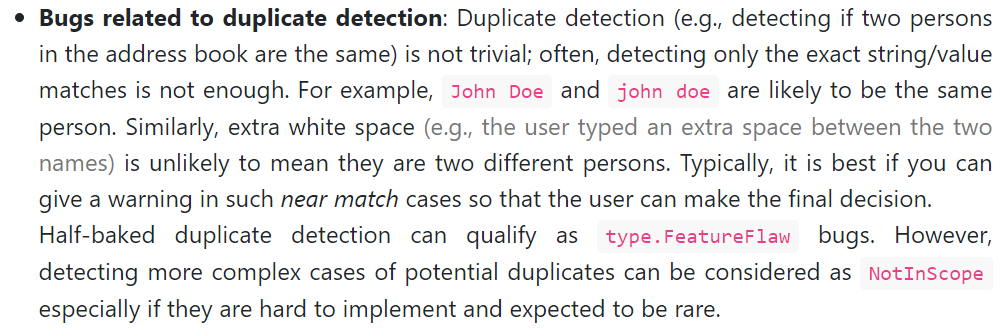 • Bugs related to duplicate detection: Duplicate detection (e.g., detecting if two persons
in the address book are the same) is not trivial; often, detecting only the exact string/value
matches is not enough. For example, John Doe and john doe are likely to be the same
person. Similarly, extra white space (e.g., the user typed an extra space between the two
names) is unlikely to mean they are two different persons. Typically, it is best if you can
give a warning in such near match cases so that the user can make the final decision.
Half-baked duplicate detection can qualify as type.FeatureFlaw bugs. However,
detecting more complex cases of potential duplicates can be considered as NotInScope
especially if they are hard to implement and expected to be rare.